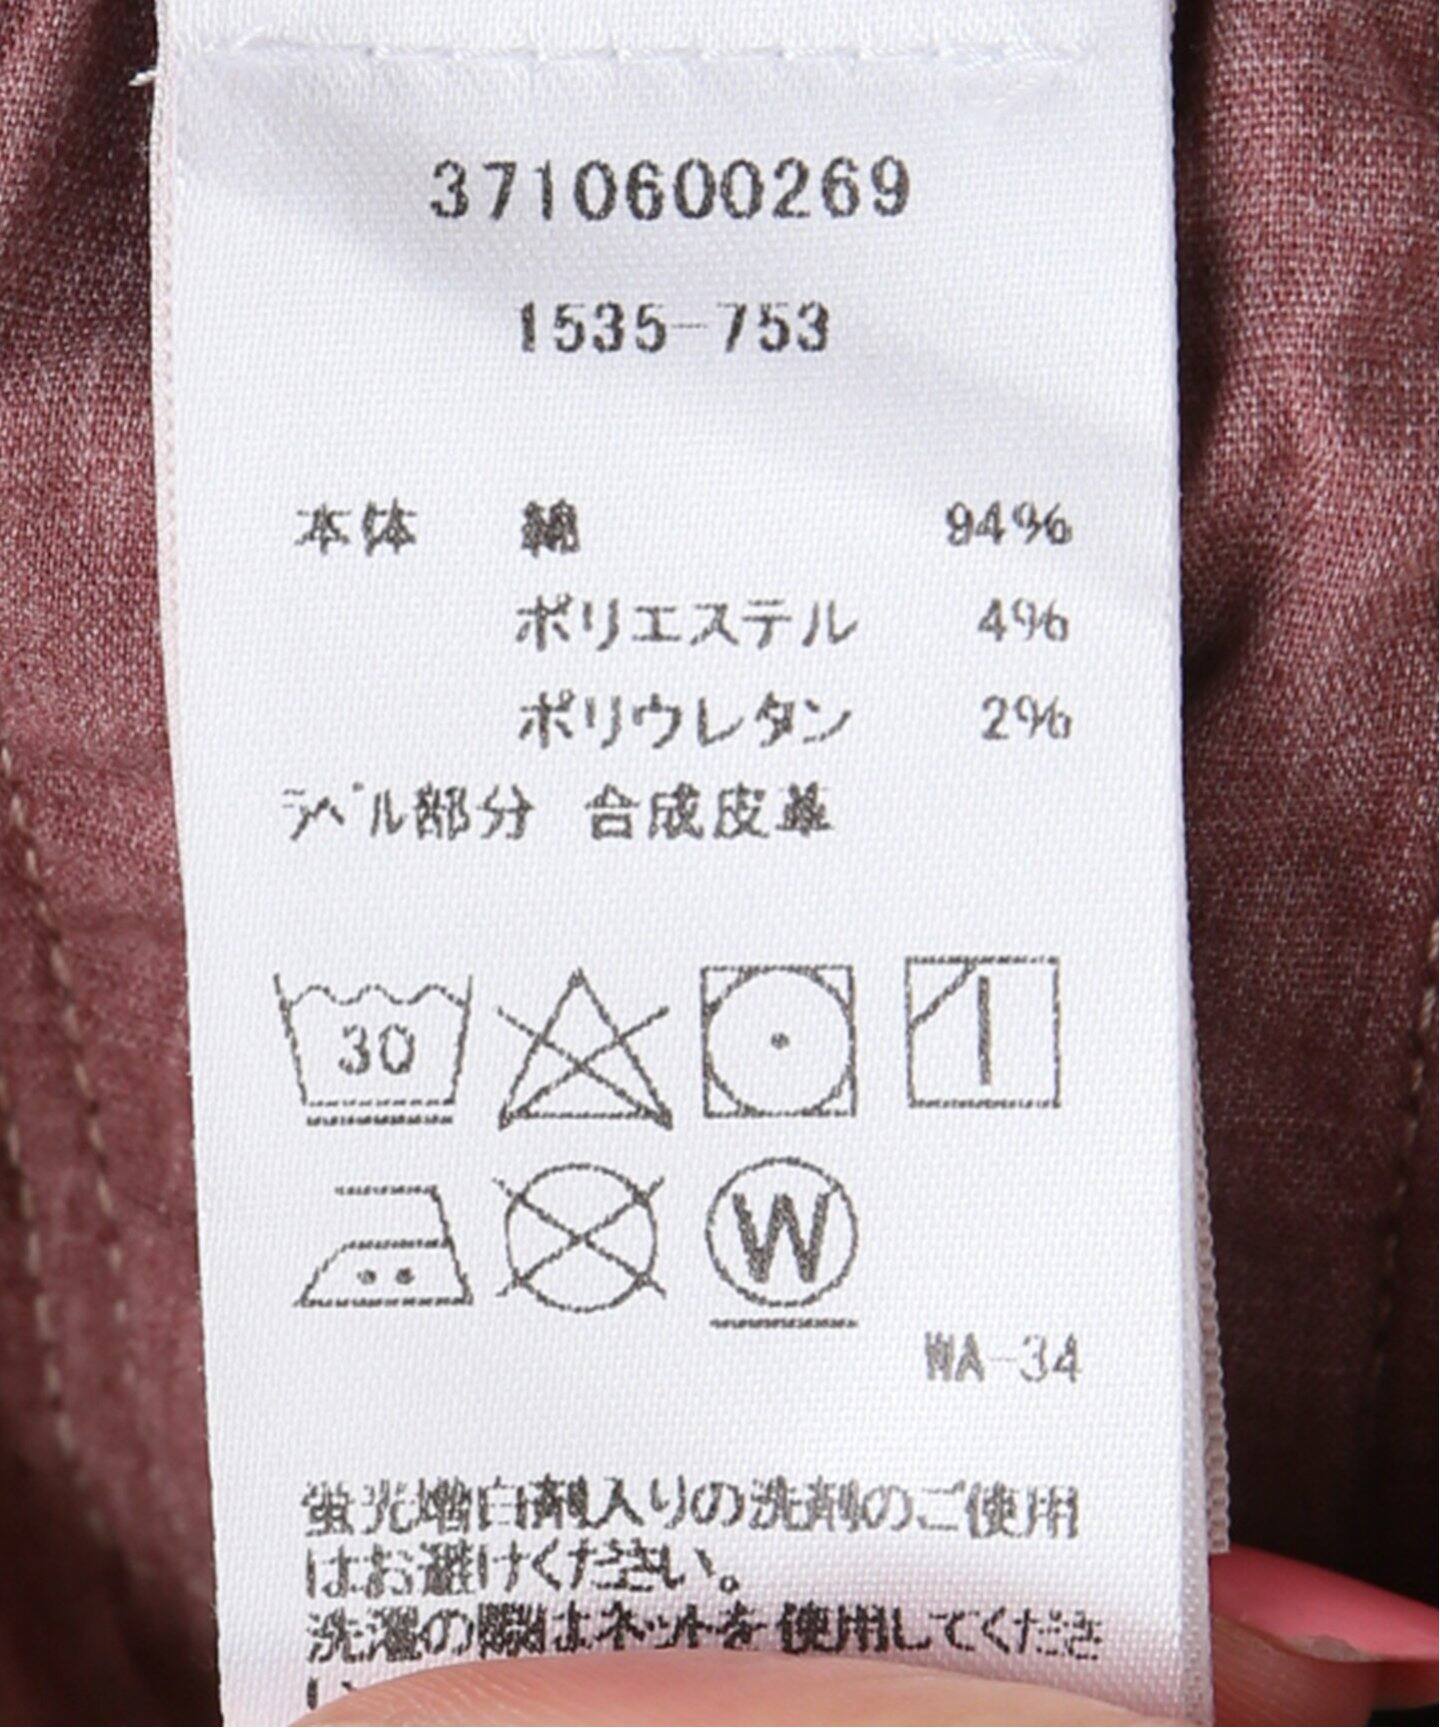 3710600269
1535-753
本体 綿 94%
ポリエステル 4%
ポリウレタン 2%
ラベル部分 合成皮革
30
W
WA-34
蛍光増白剤入りの洗剤のご使用
はお避けください。
洗濯の際はネットを使用してくださ
い